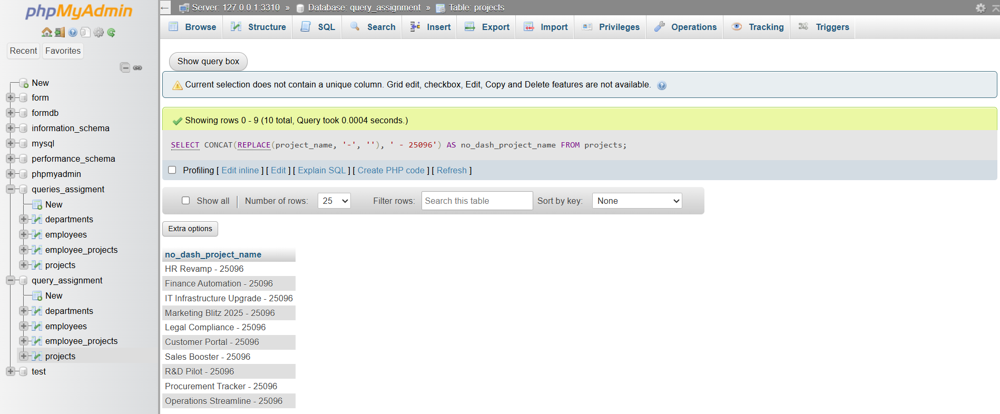 phpMyAdmin
Recent Favorites
New
form
formdb
information_schema
mysql
performance_schema
phpmyadmin
queries_assigment
New
departments
employees
employee_projects
projects
query_assignment
New
departments
employees
employee_projects
projects
test
Server: 127.0.0.1:3310 » Database: query_assignment » Table: projects
Browse Structure SQL Search Insert Export Import Privileges Operations Tracking Triggers
Show query box
Current selection does not contain a unique column. Grid edit, checkbox, Edit, Copy and Delete features are not available.
Showing rows 0 - 9 (10 total, Query took 0.0004 seconds.)
SELECT CONCAT(REPLACE(project_name, '-', ''), ' - 25096') AS no_dash_project_name FROM projects;
Profiling [ Edit inline ] [ Edit ] [ Explain SQL ] [ Create PHP code ] [ Refresh ]
Show all | Number of rows: 25 Filter rows: Search this table Sort by key: None
Extra options
no_dash_project_name
HR Revamp - 25096
Finance Automation - 25096
IT Infrastructure Upgrade - 25096
Marketing Blitz 2025 - 25096
Legal Compliance - 25096
Customer Portal - 25096
Sales Booster - 25096
R&D Pilot - 25096
Procurement Tracker - 25096
Operations Streamline - 25096